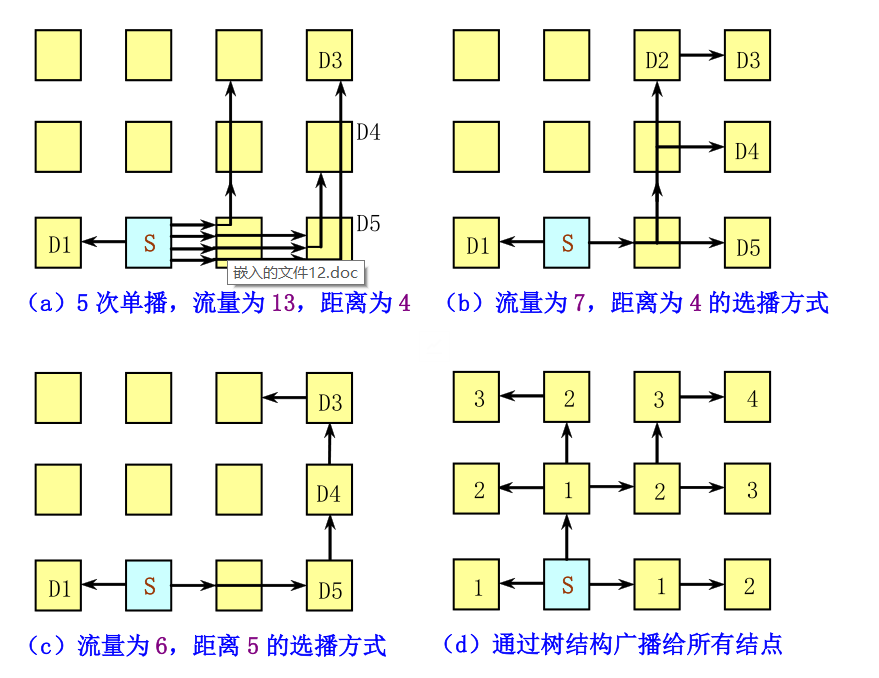 D3
D4
D1
S
D5
嵌入的文件12.doc
（a）5 次单播，流量为 13，距离为 4
D2
D3
D4
D1
S
D5
（b）流量为 7，距离为 4 的选播方式
D3
D4
D1
S
D5
（c）流量为 6，距离 5 的选播方式
3 2 3 4
2 1 2 3
1 S 1 2
（d）通过树结构广播给所有结点